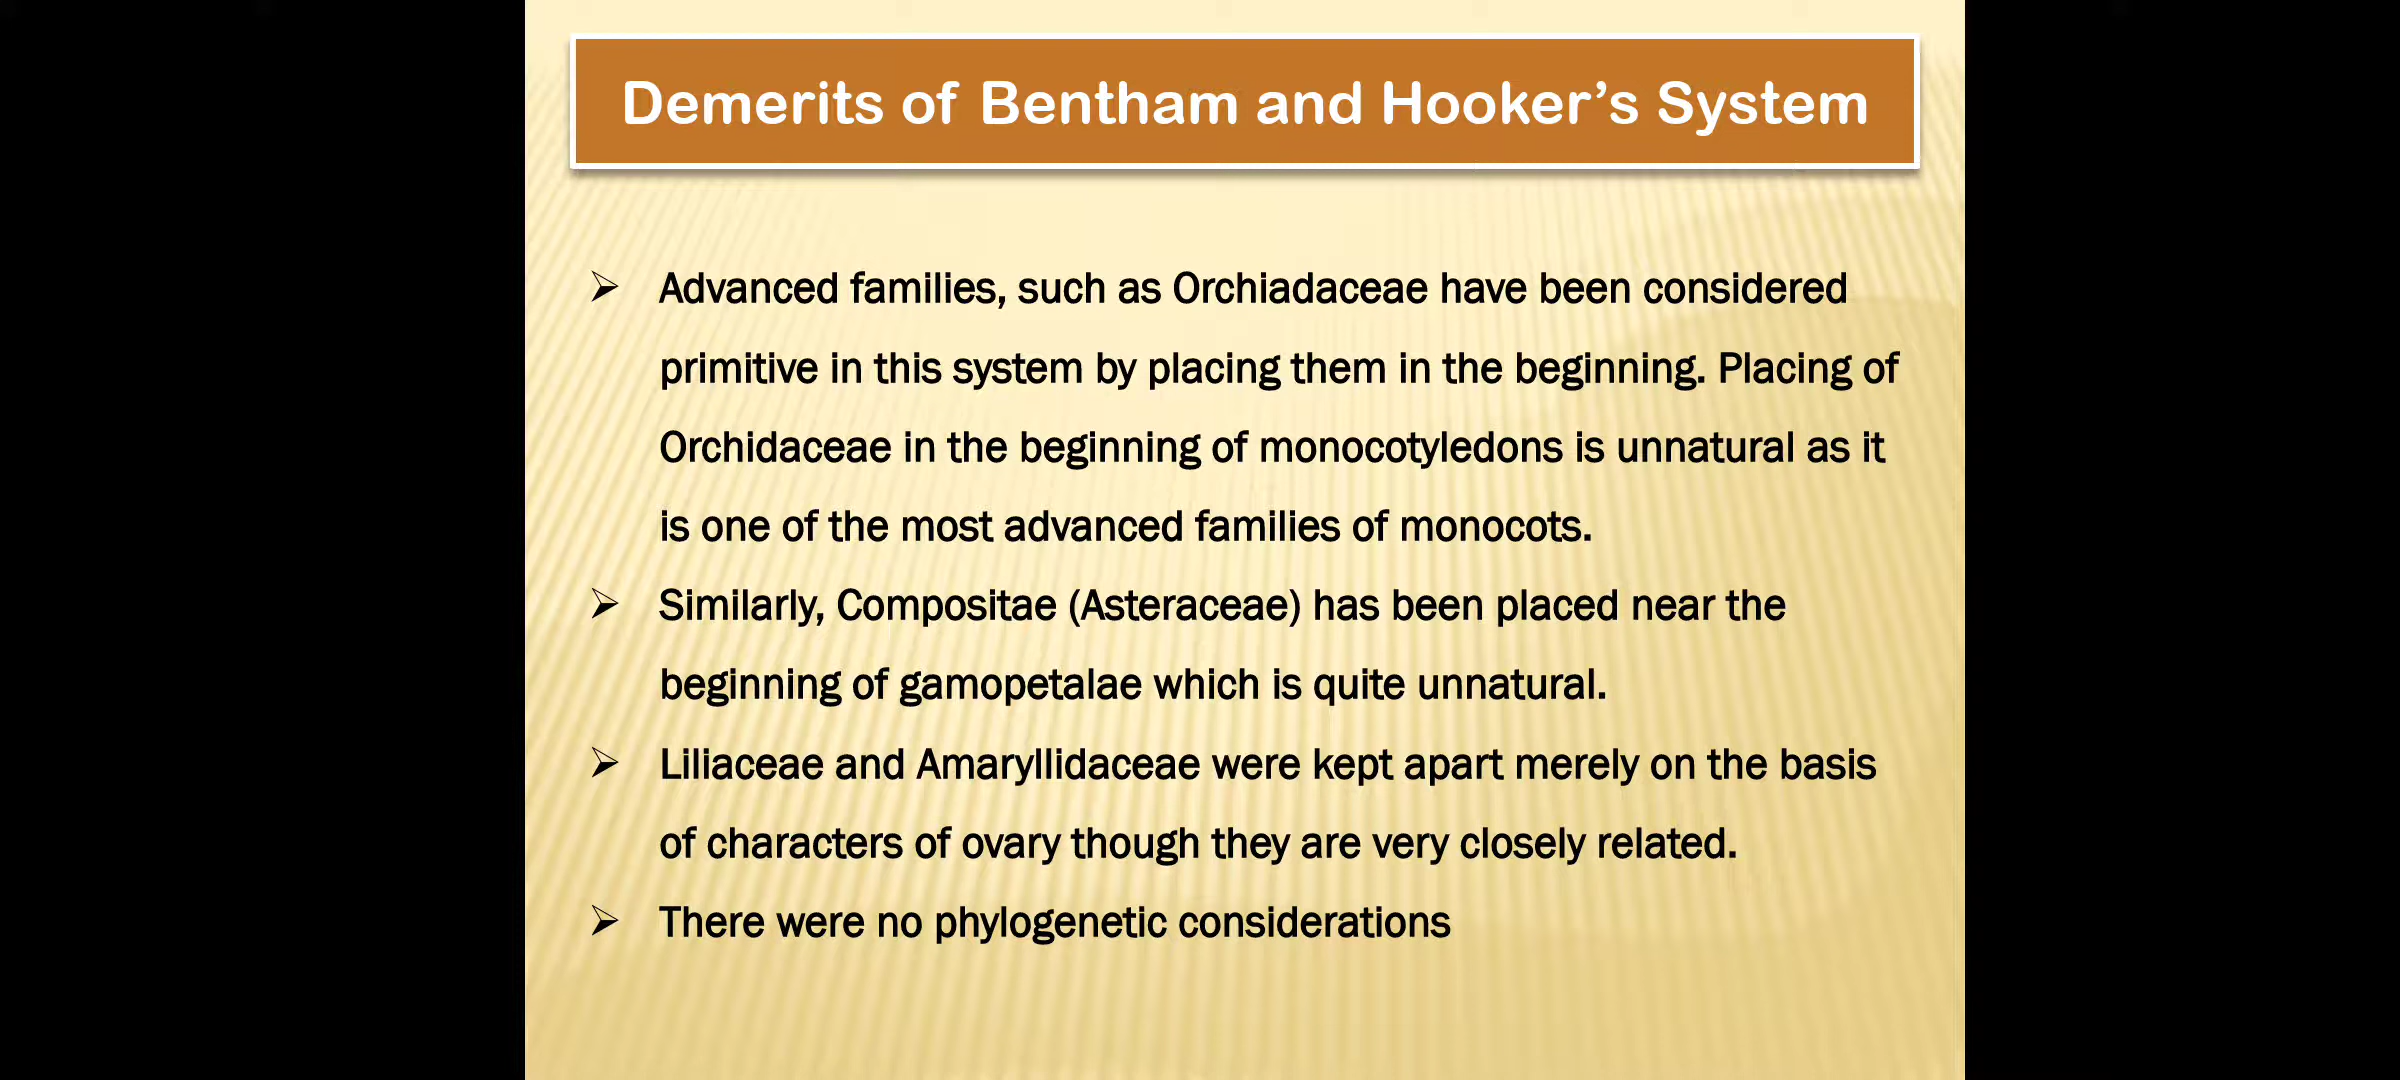 Demerits of Bentham and Hooker’s System
➢ Advanced families, such as Orchiadaceae have been considered
primitive in this system by placing them in the beginning. Placing of
Orchidaceae in the beginning of monocotyledons is unnatural as it
is one of the most advanced families of monocots.
➢ Similarly, Compositae (Asteraceae) has been placed near the
beginning of gamopetalae which is quite unnatural.
➢ Liliaceae and Amaryllidaceae were kept apart merely on the basis
of characters of ovary though they are very closely related.
➢ There were no phylogenetic considerations